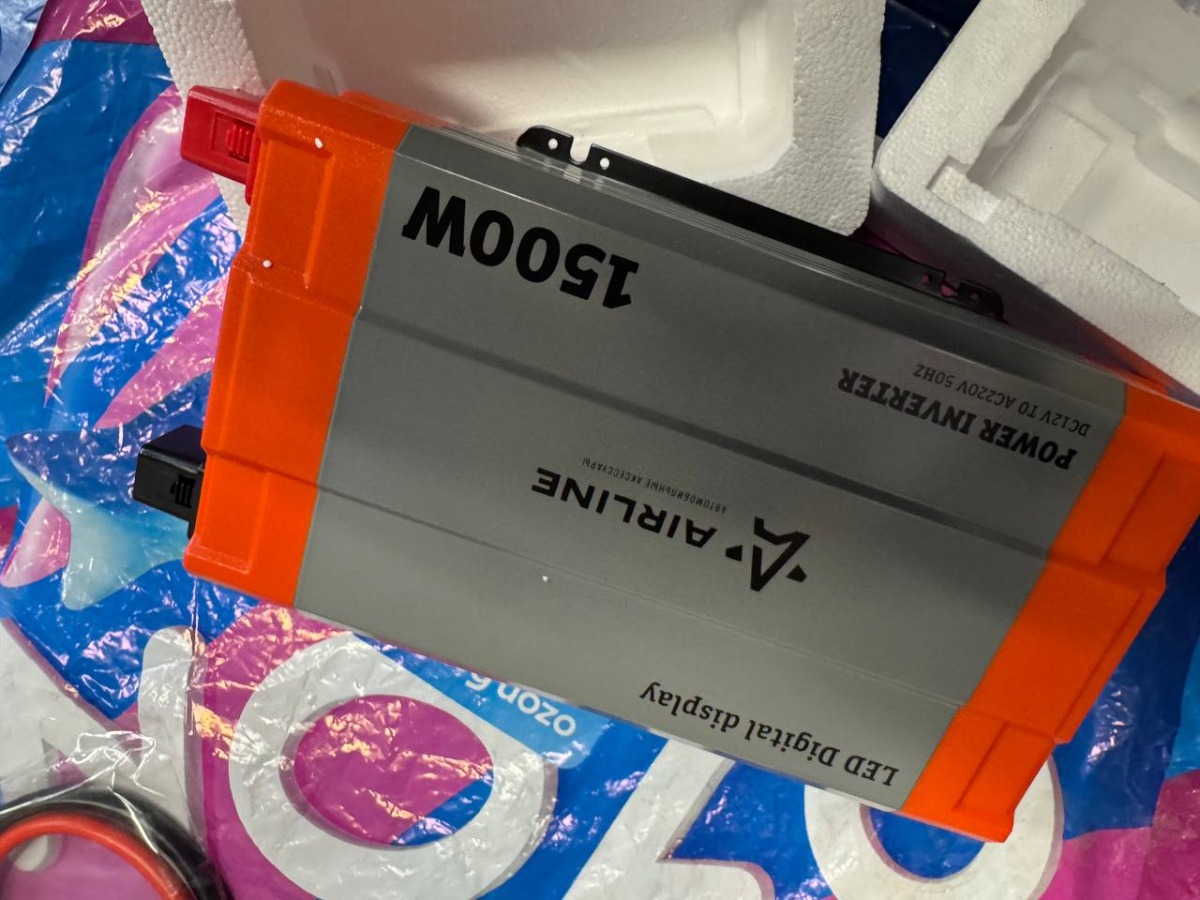 LED Digital display
AIRLINE
АВТОМОБИЛЬНЫЕ АКСЕССУАРЫ
POWER INVERTER
DC12V TO AC220V 50HZ
1500W
ozon